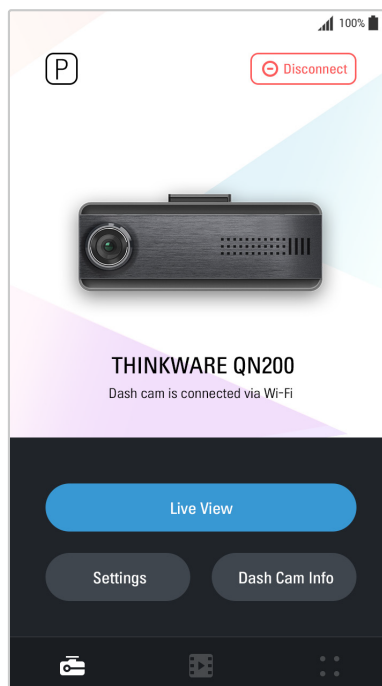 100%
P
Disconnect
THINKWARE QN200
Dash cam is connected via Wi-Fi
Live View
Settings
Dash Cam Info